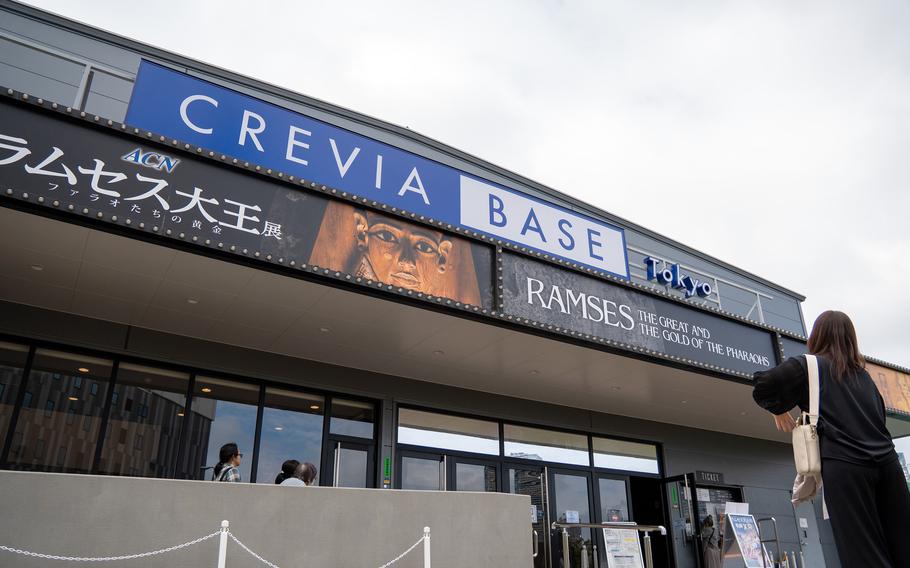 CREVIA BASE
Tokyo
ACN
ラムセス大王展
ファラオたちの黄金
RAMSES THE GREAT AND
THE GOLD OF THE PHARAOHS
TICKET